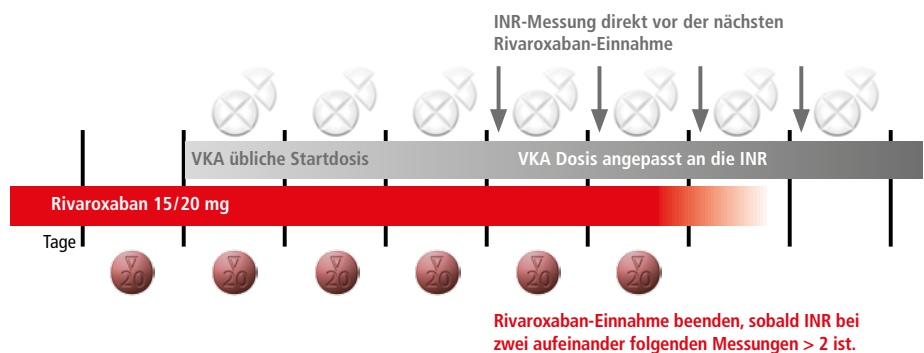 INR-Messung direkt vor der nächsten
Rivaroxaban-Einnahme
VKA übliche Startdosis
VKA Dosis angepasst an die INR
Rivaroxaban 15/20 mg
Tage
20
20
20
20
20
20
Rivaroxaban-Einnahme beenden, sobald INR bei
zwei aufeinander folgenden Messungen > 2 ist.